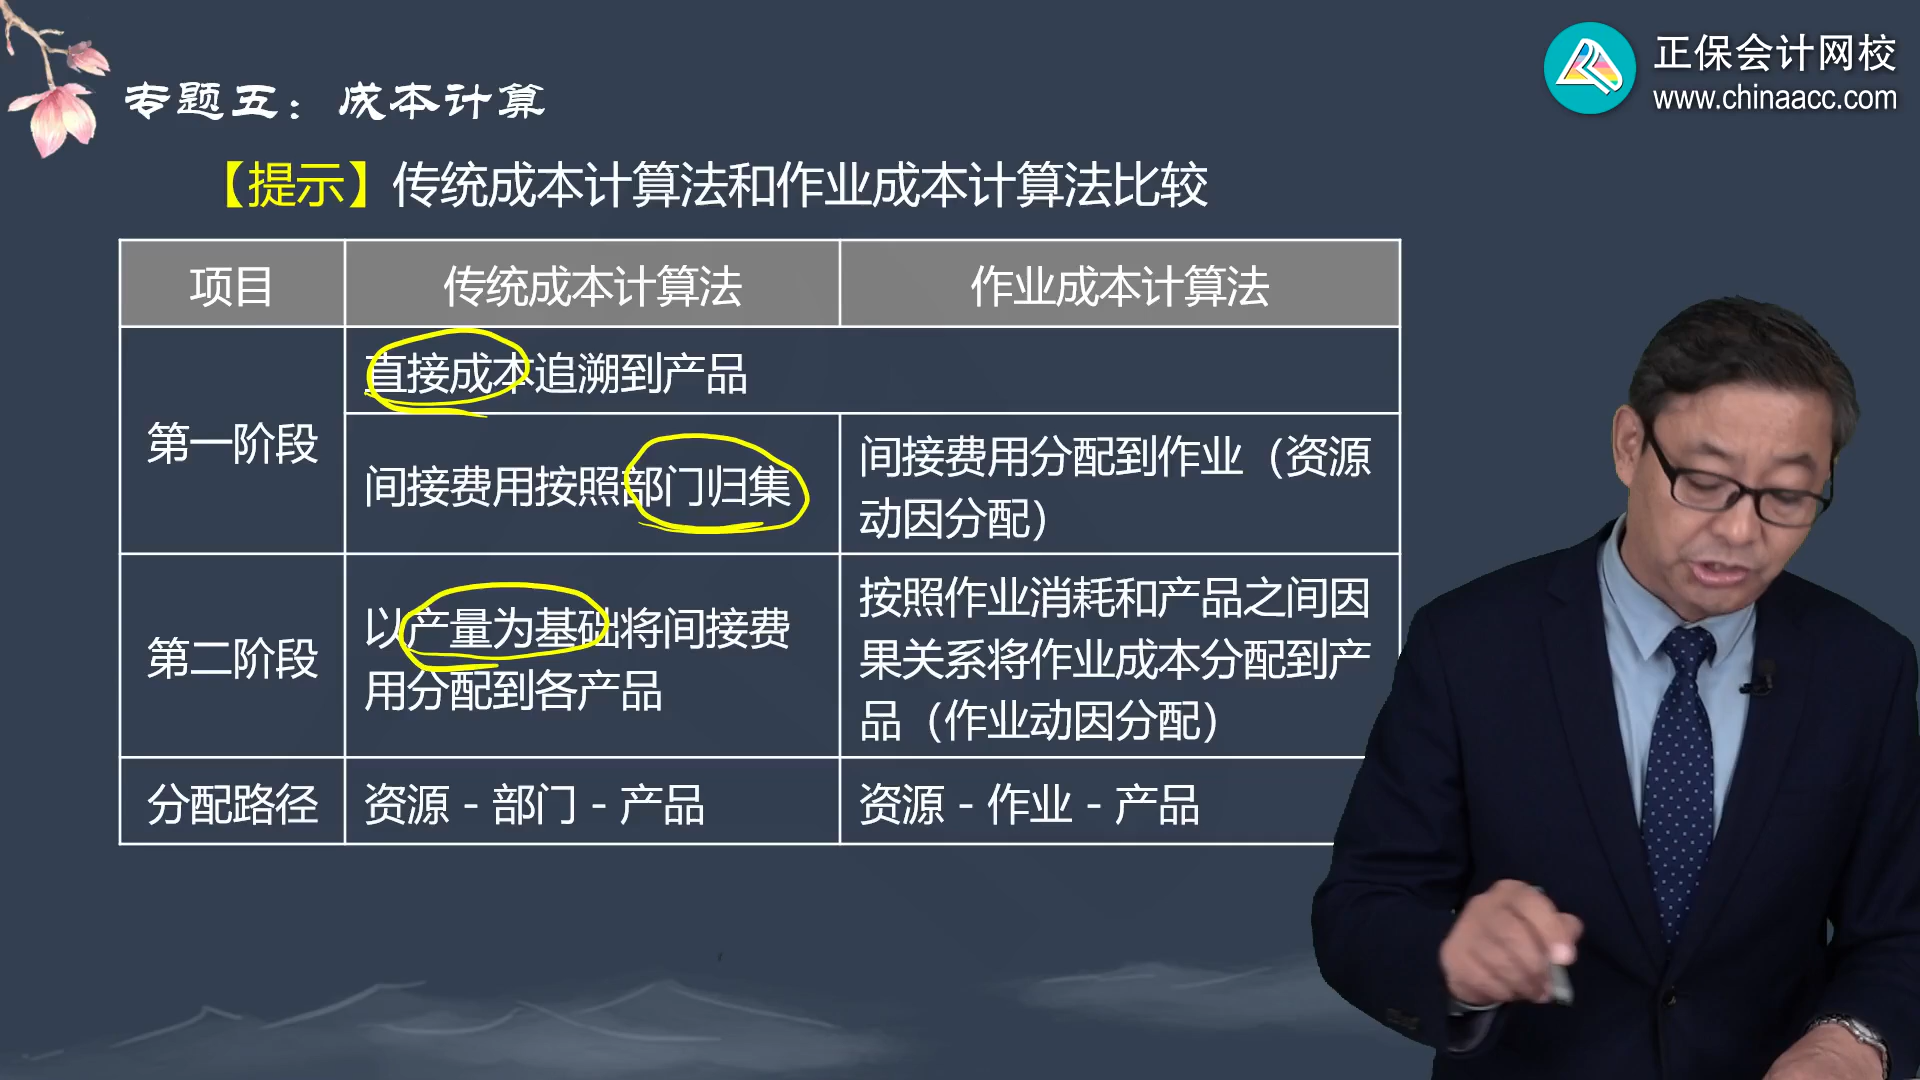 正保会计网校
www.chinaacc.com
专题五：成本计算
【提示】传统成本计算法和作业成本计算法比较
项目
传统成本计算法
作业成本计算法
第一阶段
直接成本追溯到产品
间接费用按照部门归集
间接费用分配到作业（资源
动因分配）
第二阶段
以产量为基础将间接费
用分配到各产品
按照作业消耗和产品之间因
果关系将作业成本分配到产
品（作业动因分配）
分配路径
资源－部门－产品
资源－作业－产品